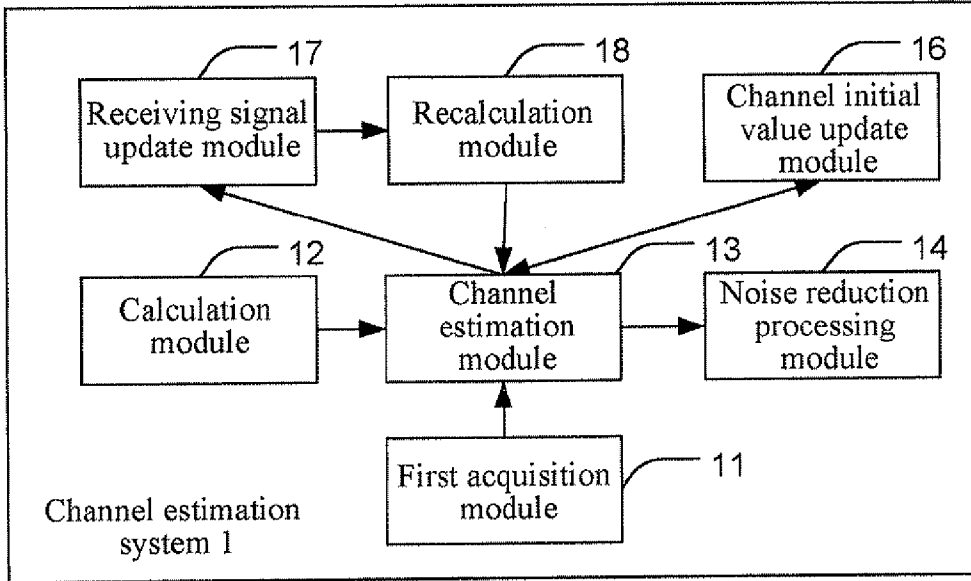 17
Receiving signal
update module
18
Recalculation
module
16
Channel initial
value update
module
12
Calculation
module
13
Channel
estimation
module
14
Noise reduction
processing
module
First acquisition
module
11
Channel estimation
system 1